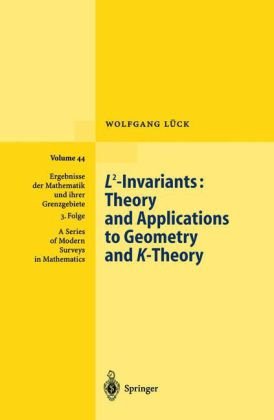 WOLFGANG LÜCK
Volume 44
Ergebnisse
der Mathematik
und ihrer
Grenzgebiete
3. Folge
A Series
of Modern
Surveys
in Mathematics
L²-Invariants:
Theory
and Applications
to Geometry
and K-Theory
Springer